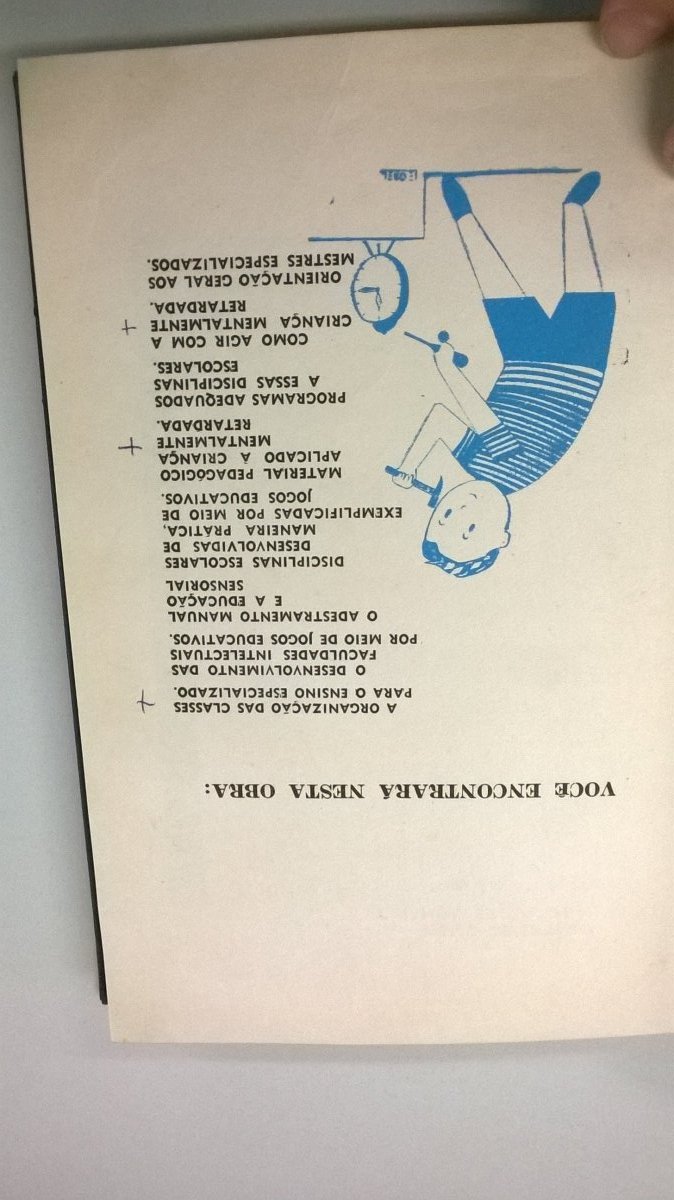 VOCÊ ENCONTRARÁ NESTA OBRA:
A ORGANIZAÇÃO DAS CLASSES
PARA O ENSINO ESPECIALIZADO.
O DESENVOLVIMENTO DAS
FACULDADES INTELECTUAIS
POR MEIO DE JOGOS EDUCATIVOS.
O ADESTRAMENTO MANUAL
E A EDUCAÇÃO
SENSORIAL
DISCIPLINAS ESCOLARES
DESENVOLVIDAS DE
MANEIRA PRÁTICA,
EXEMPLIFICADAS POR MEIO DE
JOGOS EDUCATIVOS.
MATERIAL PEDAGÓGICO
APLICADO À CRIANÇA
MENTALMENTE
RETARDADA.
PROGRAMAS ADEQUADOS
A ESSAS DISCIPLINAS
ESCOLARES.
COMO AGIR COM A
CRIANÇA MENTALMENTE
RETARDADA.
ORIENTAÇÃO GERAL AOS
MESTRES ESPECIALIZADOS.